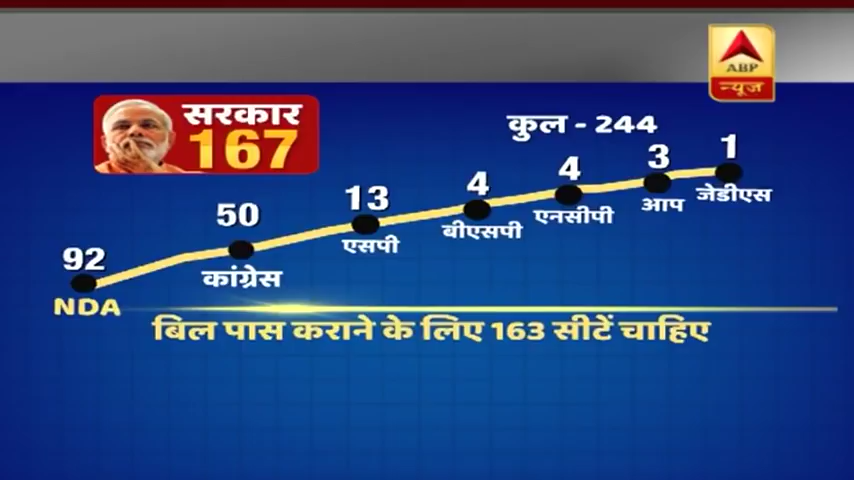 ABP
न्यूज़
सरकार
167
कुल - 244
92
NDA
50
कांग्रेस
13
एसपी
4
बीएसपी
4
एनसीपी
3
आप
1
जेडीएस
बिल पास कराने के लिए 163 सीटें चाहिए